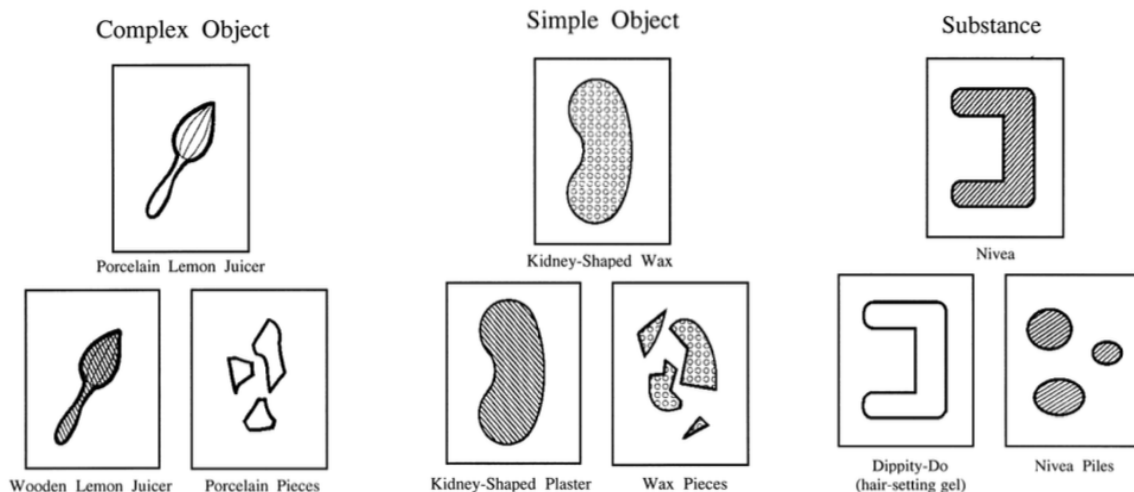 Complex Object
Simple Object
Substance
Porcelain Lemon Juicer
Kidney-Shaped Wax
Nivea
Wooden Lemon Juicer
Porcelain Pieces
Kidney-Shaped Plaster
Wax Pieces
Dippity-Do
(hair-setting gel)
Nivea Piles